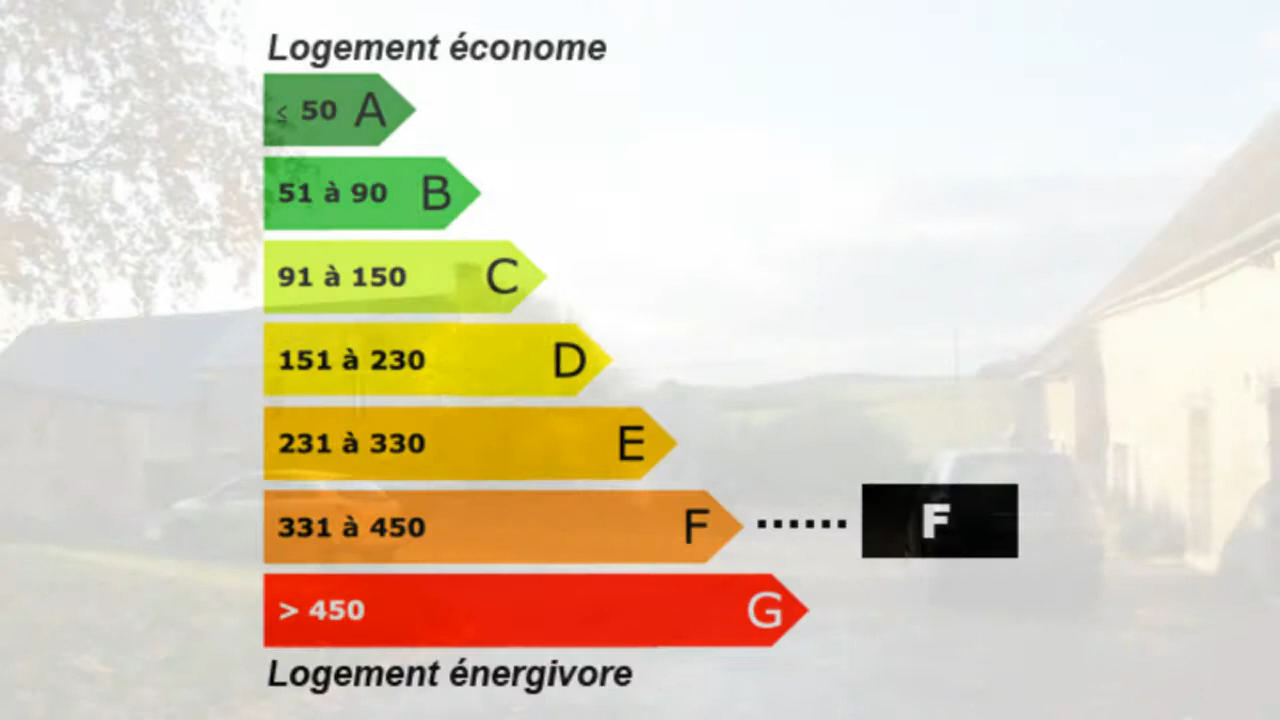 Logement économe
≤ 50 A
51 à 90 B
91 à 150 C
151 à 230 D
231 à 330 E
331 à 450 F
F
> 450 G
Logement énergivore